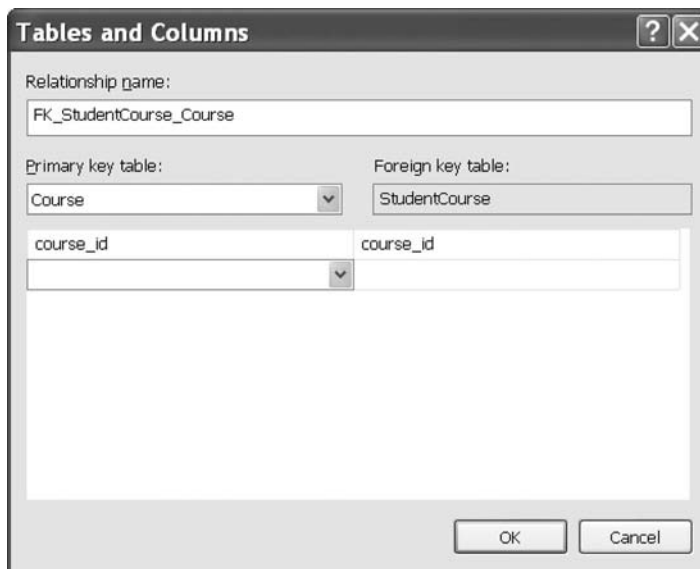 Tables and Columns
Relationship name:
FK_StudentCourse_Course
Primary key table:
Foreign key table:
Course
StudentCourse
course_id
course_id
OK
Cancel